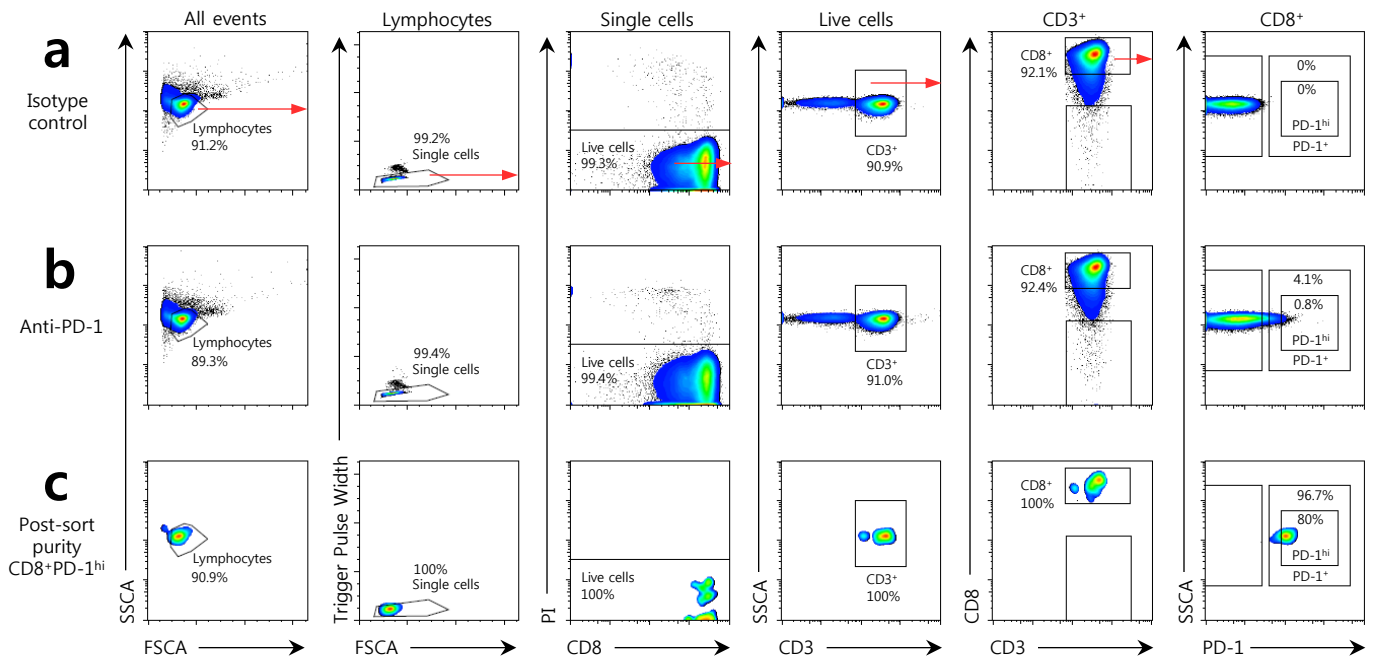 All events
Lymphocytes
Single cells
Live cells
CD3⁺
CD8⁺
a
Isotype
control
Lymphocytes
91.2%
99.2%
Single cells
Live cells
99.3%
CD3⁺
90.9%
CD8⁺
92.1%
0%
0%
PD-1ʰⁱ
PD-1⁺
b
Anti-PD-1
Lymphocytes
89.3%
99.4%
Single cells
Live cells
99.4%
CD3⁺
91.0%
CD8⁺
92.4%
4.1%
0.8%
PD-1ʰⁱ
PD-1⁺
c
Post-sort
purity
CD8⁺PD-1ʰⁱ
Lymphocytes
90.9%
100%
Single cells
Live cells
100%
CD3⁺
100%
CD8⁺
100%
96.7%
80%
PD-1ʰⁱ
PD-1⁺
SSCA
Trigger Pulse Width
PI
SSCA
CD8
SSCA
FSCA
FSCA
CD8
CD3
CD3
PD-1